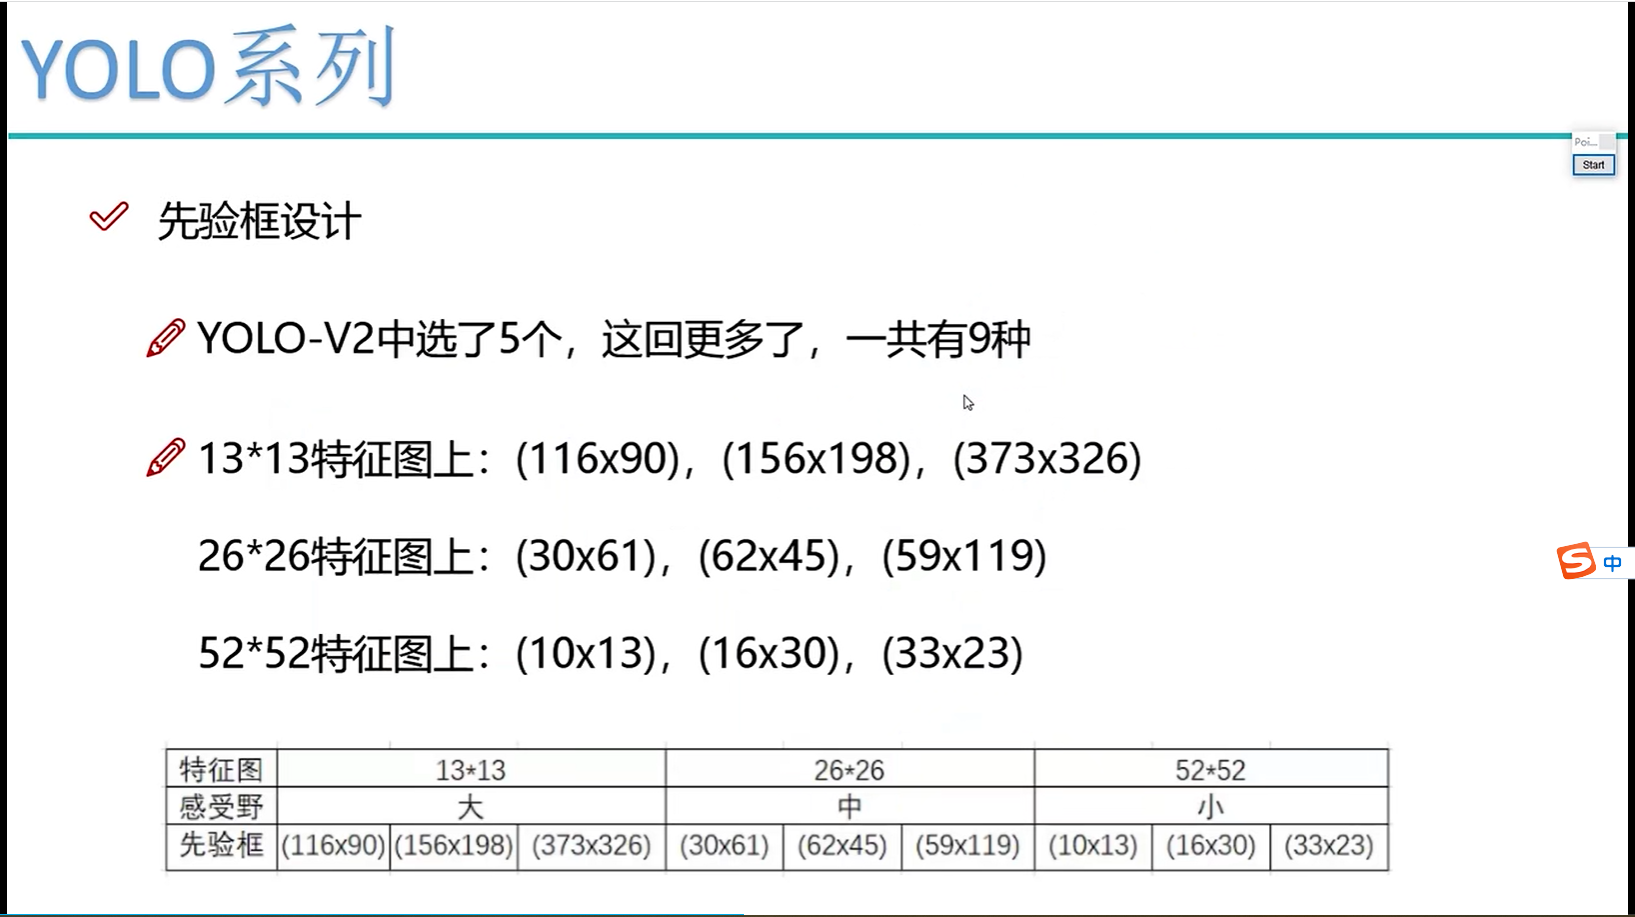 YOLO系列
Poi...
Start
先验框设计
YOLO-V2中选了5个，这回更多了，一共有9种
13*13特征图上：(116x90)，(156x198)，(373x326)
26*26特征图上：(30x61)，(62x45)，(59x119)
中
52*52特征图上：(10x13)，(16x30)，(33x23)
特征图 13*13 26*26 52*52
感受野 大 中 小
先验框 (116x90) (156x198) (373x326) (30x61) (62x45) (59x119) (10x13) (16x30) (33x23)